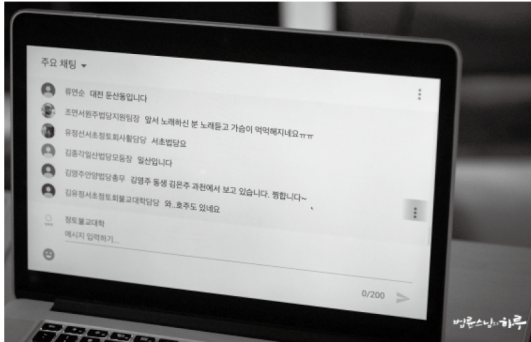 주요 채팅
류연순 대전 둔산동입니다
조연서원주법당지원팀장 앞서 노래하신 분 노래듣고 가슴이 먹먹해지네요ㅠㅠ
유정선서초정토회사활담당 서초법당요
김종각일산법당모둠장 일산입니다
김영주안양법당총무 김영주 동생 김은주 과천에서 보고 있습니다. 찡합니다~
김유정서초정토회불교대학담당 와..호주도 있네요
정토불교대학
메시지 입력하기...
0/200
법륜스님의 하루